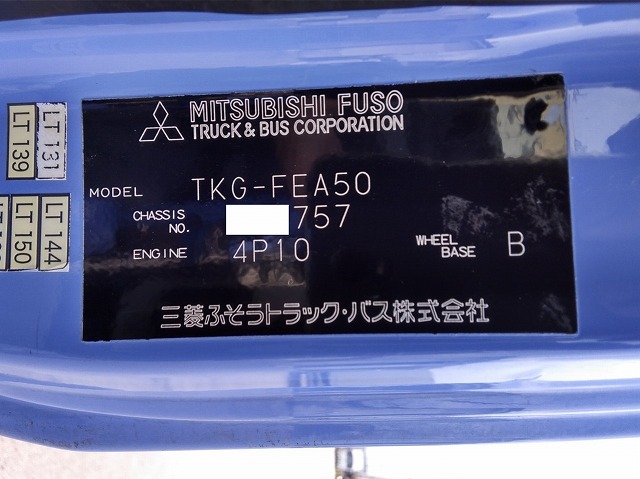 MITSUBISHI FUSO
TRUCK & BUS CORPORATION
MODEL TKG-FEA50
CHASSIS NO. 757
ENGINE 4P10
WHEEL BASE B
三菱ふそうトラック・バス株式会社
LT 131
LT 139
LT 144
LT 150